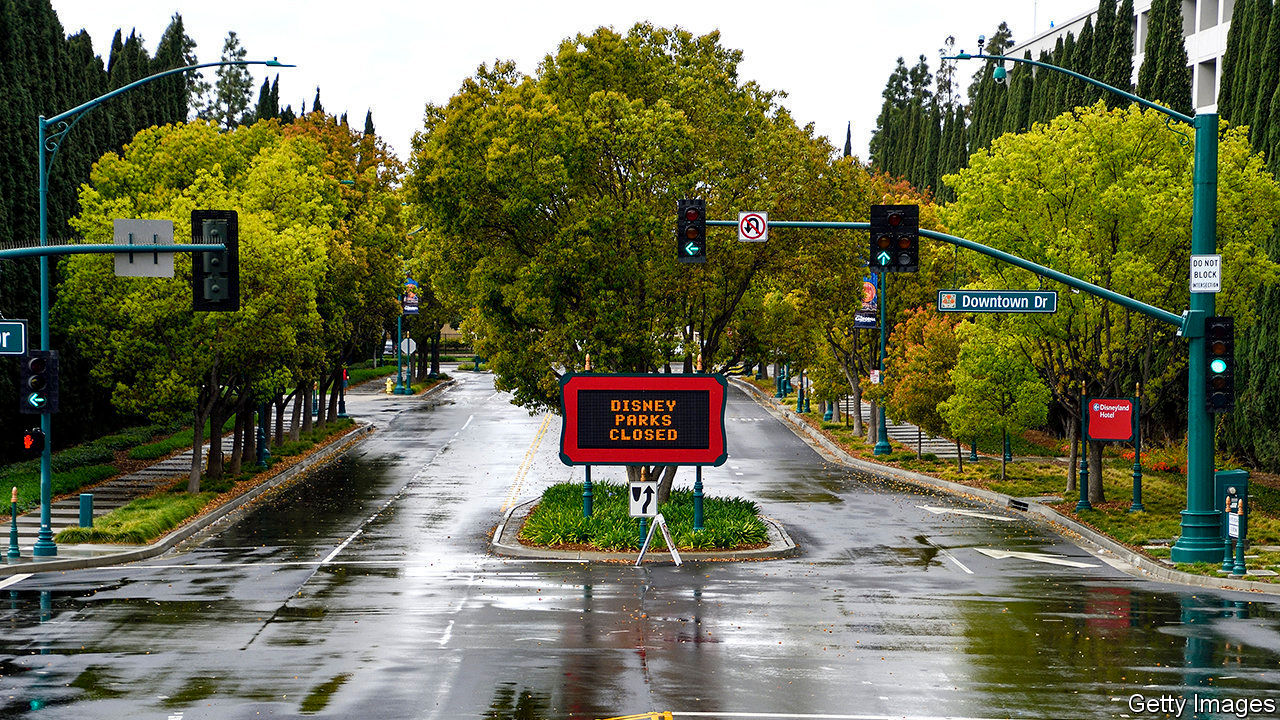 DISNEY
PARKS
CLOSED
Downtown Dr
DO NOT
BLOCK
INTERSECTION
Disneyland
Hotel
r
Getty Images